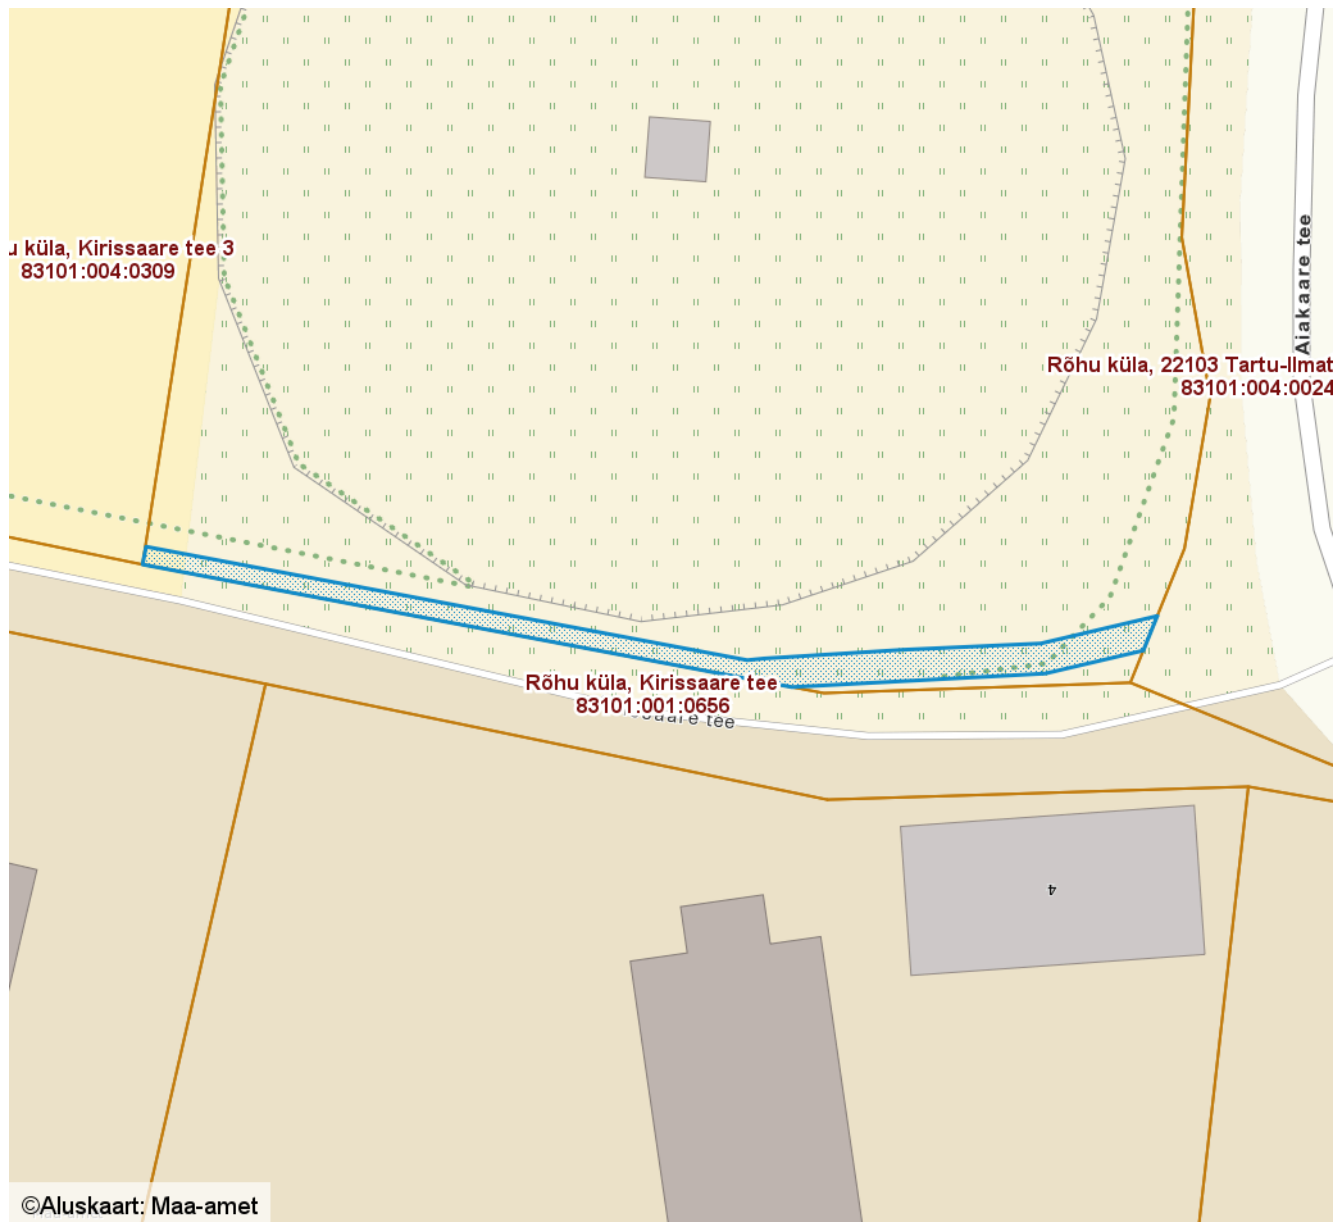 u küla, Kirissaare tee 3
83101:004:0309
Aiakaare tee
Rõhu küla, 22103 Tartu-Ilmat
83101:004:0024
Rõhu küla, Kirissaare tee
83101:001:0656
saare tee
4
©Aluskaart: Maa-amet